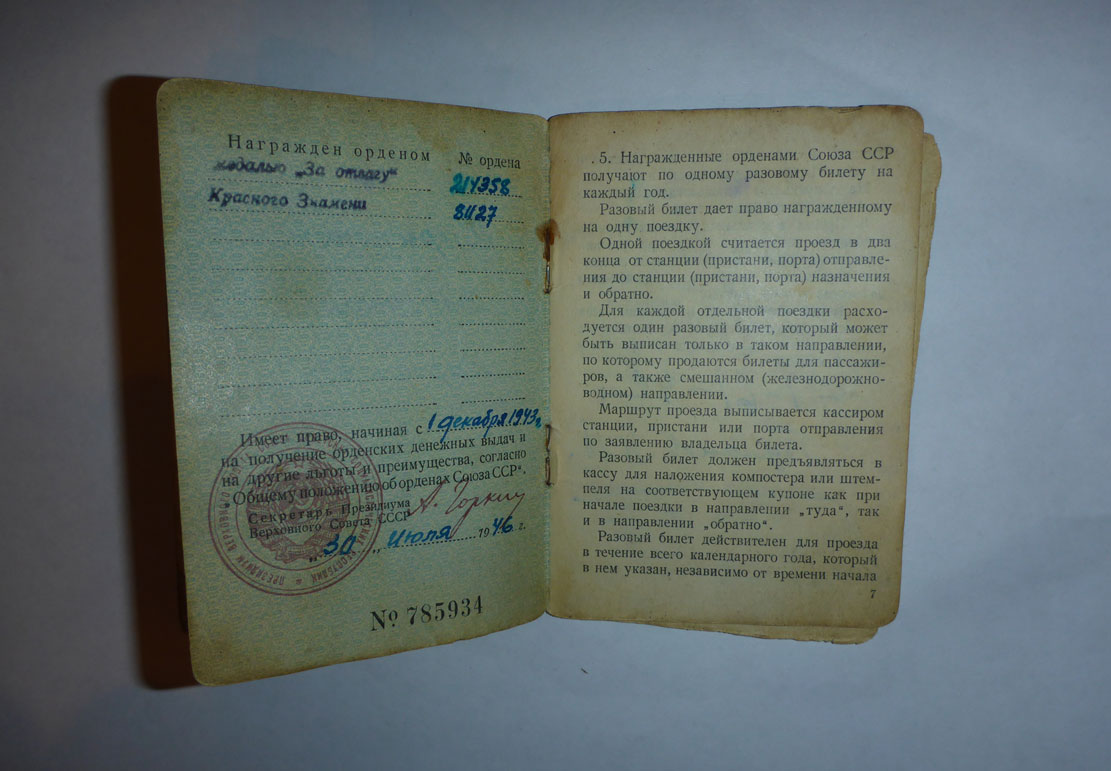 Награжден орденом № ордена
медалью „За отвагу“ 214358
Красного Знамени 8427
Имеет право, начиная с 1 декабря 1943 г.
на получение орденских денежных выдач и
на другие льготы и преимущества, согласно
„Общему положению об орденах Союза ССР“.
Секретарь Президиума
Верховного Совета СССР А. Горкин
„30„ Июля 1946 г.
№ 785934
5. Награжденные орденами Союза ССР
получают по одному разовому билету на
каждый год.
Разовый билет дает право награжденному
на одну поездку.
Одной поездкой считается проезд в два
конца от станции (пристани, порта) отправле-
ния до станции (пристани, порта) назначения
и обратно.
Для каждой отдельной поездки расхо-
дуется один разовый билет, который может
быть выписан только в таком направлении,
по которому продаются билеты для пассажи-
ров, а также смешанном (железнодорожно-
водном) направлении.
Маршрут проезда выписывается кассиром
станции, пристани или порта отправления
по заявлению владельца билета.
Разовый билет должен предъявляться в
кассу для наложения компостера или штем-
пеля на соответствующем купоне как при
начале поездки в направлении „туда“, так
и в направлении „обратно“.
Разовый билет действителен для проезда
в течение всего календарного года, который
в нем указан, независимо от времени начала
7